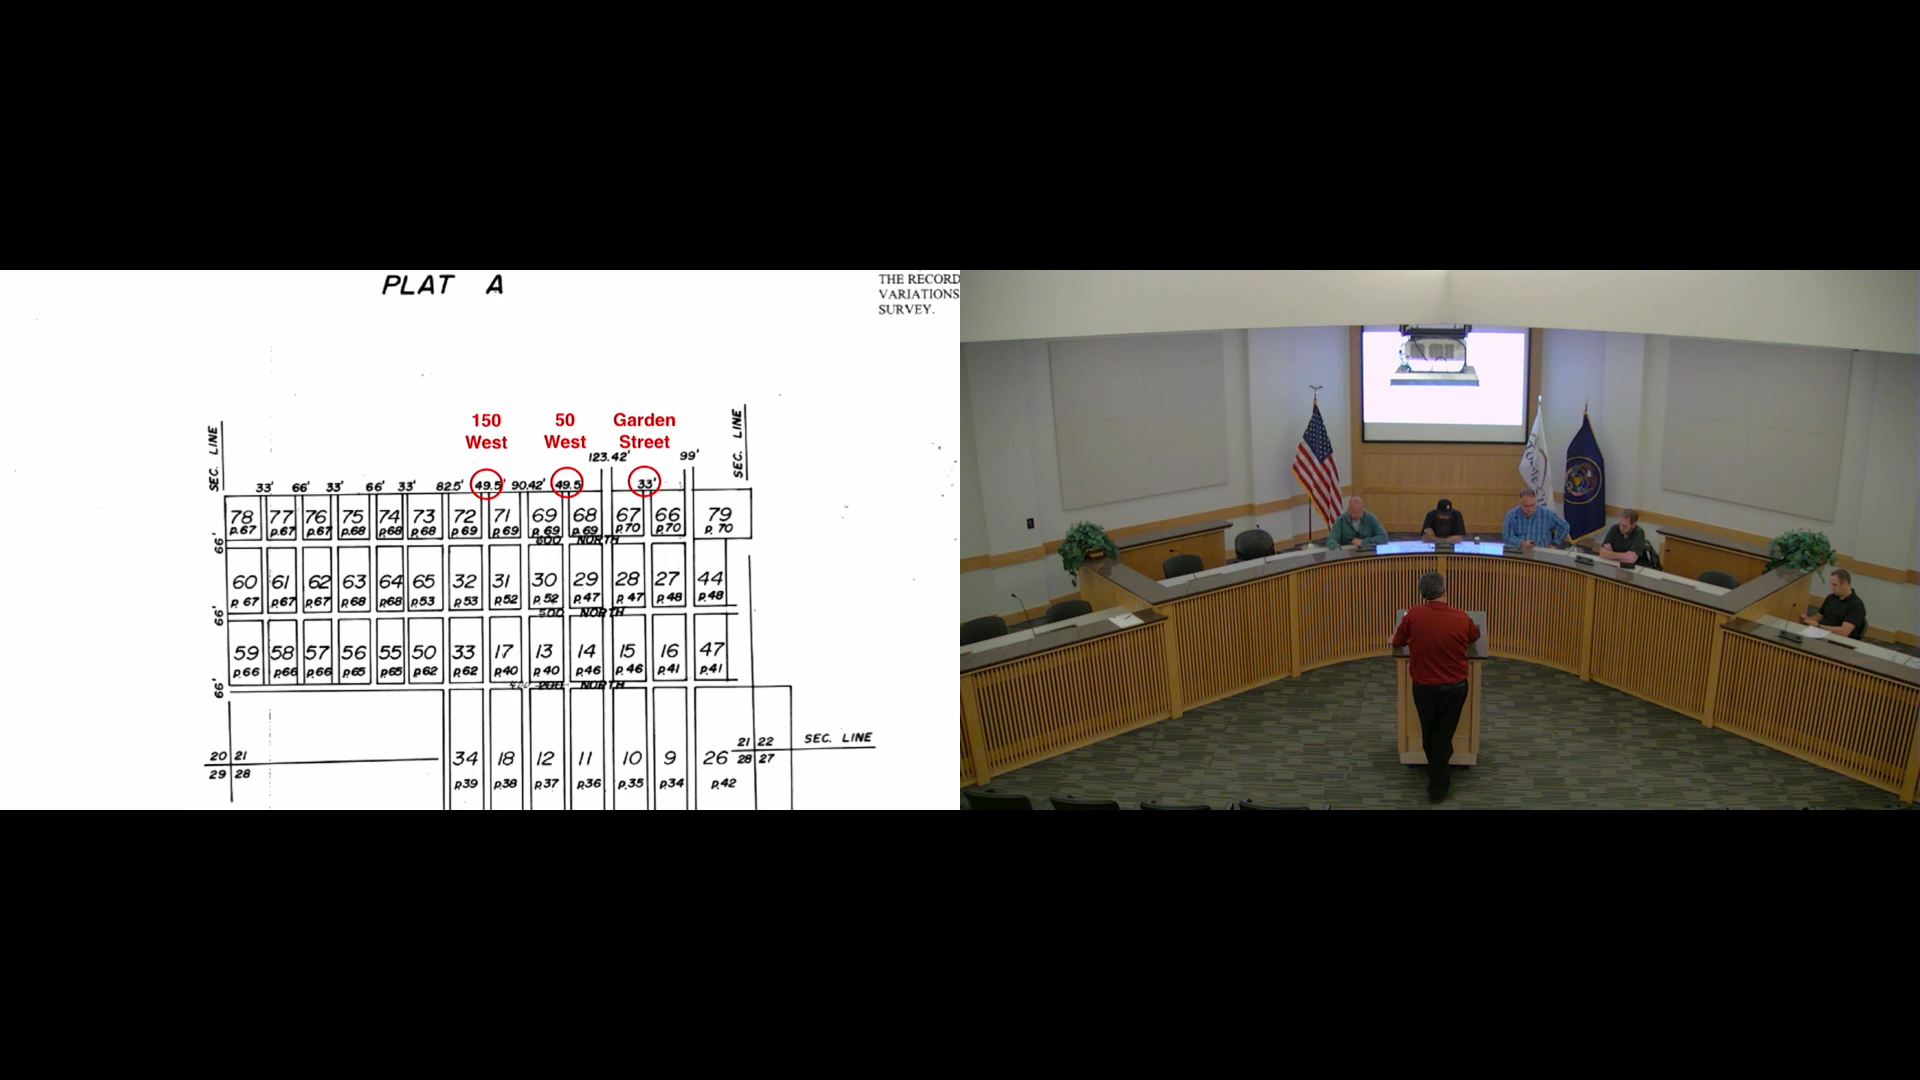 PLAT A
THE RECORD
VARIATIONS
SURVEY.
150 West
50 West
Garden Street
SEC. LINE
SEC. LINE
123.42' 99'
33' 66' 33' 66' 33' 82.5' 49.5' 90.42' 49.5 33'
78 77 76 75 74 73 72 71 69 68 67 66 79
p.67 p.67 p.67 p.68 p.68 p.68 p.69 p.69 p.69 p.69 p.70 p.70 p.70
66' 600 NORTH
60 61 62 63 64 65 32 31 30 29 28 27 44
p.67 p.67 p.67 p.68 p.68 p.53 p.53 p.52 p.52 p.47 p.47 p.48 p.48
66' 500 NORTH
59 58 57 56 55 50 33 17 13 14 15 16 47
p.66 p.66 p.66 p.65 p.65 p.62 p.62 p.40 p.40 p.46 p.46 p.41 p.41
66' 200 NORTH
34 18 12 11 10 9 26
p.39 p.38 p.37 p.36 p.35 p.34 p.42
20 21
29 28
21 22
28 27
SEC. LINE